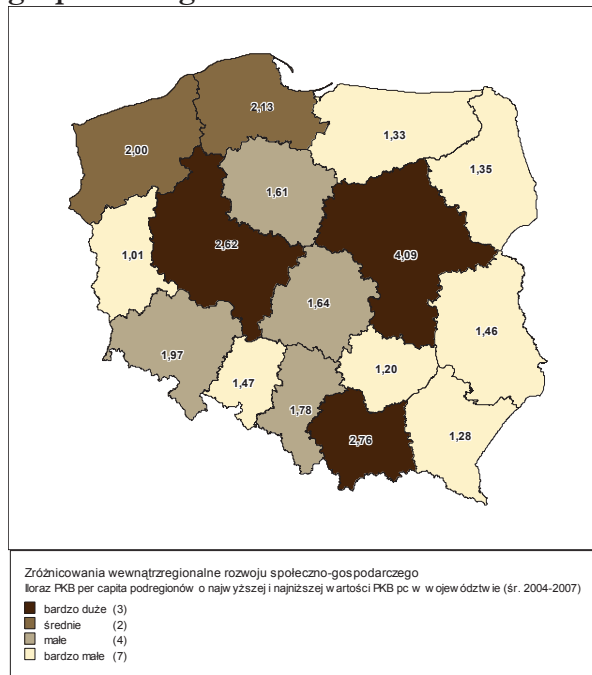 2,13
2,00
1,33
1,35
1,61
2,62
1,01
4,09
1,64
1,46
1,97
1,47
1,20
1,78
2,76
1,28
Zróżnicowania wewnątrzregionalne rozwoju społeczno-gospodarczego
Iloraz PKB per capita podregionów o najwyższej i najniższej wartości PKB pc w województwie (śr. 2004-2007)
bardzo duże (3)
średnie (2)
małe (4)
bardzo małe (7)